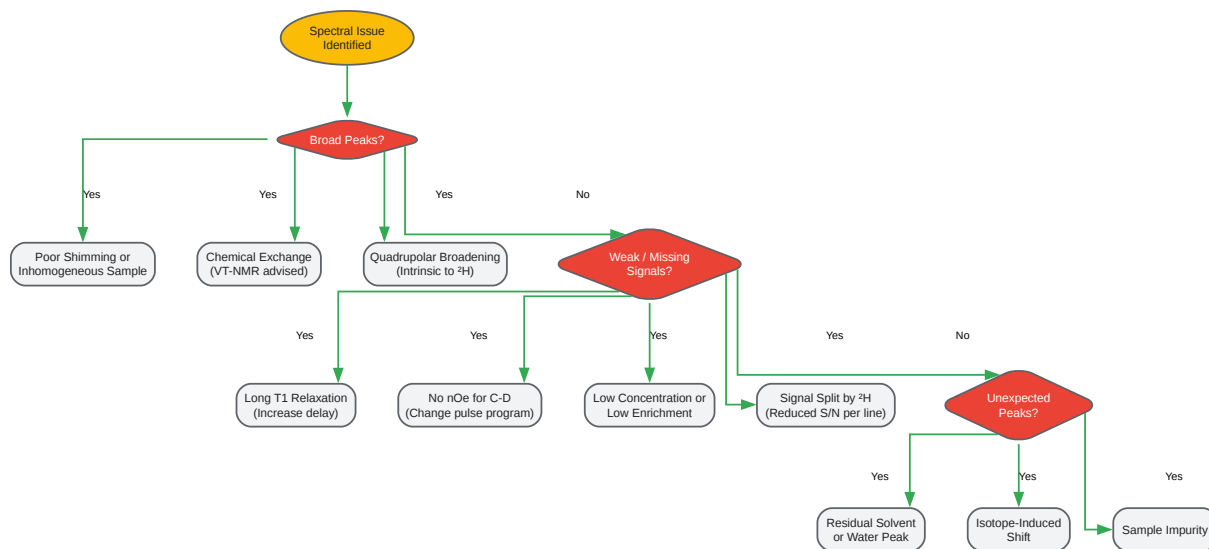 Spectral Issue
Identified
Broad Peaks?
Yes
Yes
Yes
No
Poor Shimming or
Inhomogeneous Sample
Chemical Exchange
(VT-NMR advised)
Quadrupolar Broadening
(Intrinsic to ²H)
Weak / Missing
Signals?
Yes
Yes
Yes
Yes
No
Long T1 Relaxation
(Increase delay)
No nOe for C-D
(Change pulse program)
Low Concentration or
Low Enrichment
Signal Split by ²H
(Reduced S/N per line)
Unexpected
Peaks?
Yes
Yes
Yes
Residual Solvent
or Water Peak
Isotope-Induced
Shift
Sample Impurity